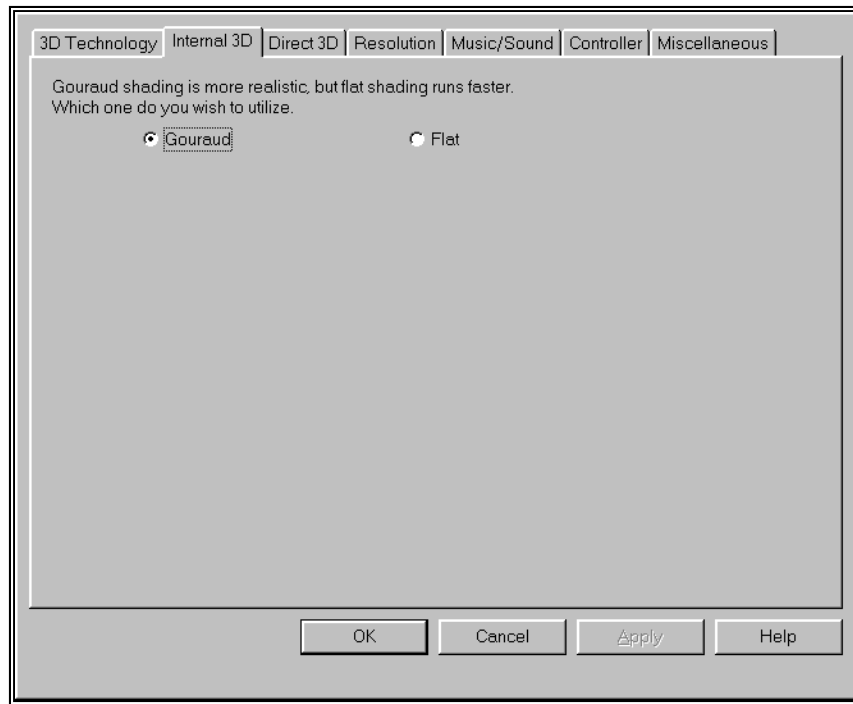 3D Technology Internal 3D Direct 3D Resolution Music/Sound Controller Miscellaneous
Gouraud shading is more realistic, but flat shading runs faster.
Which one do you wish to utilize.
Gouraud Flat
OK Cancel Apply Help